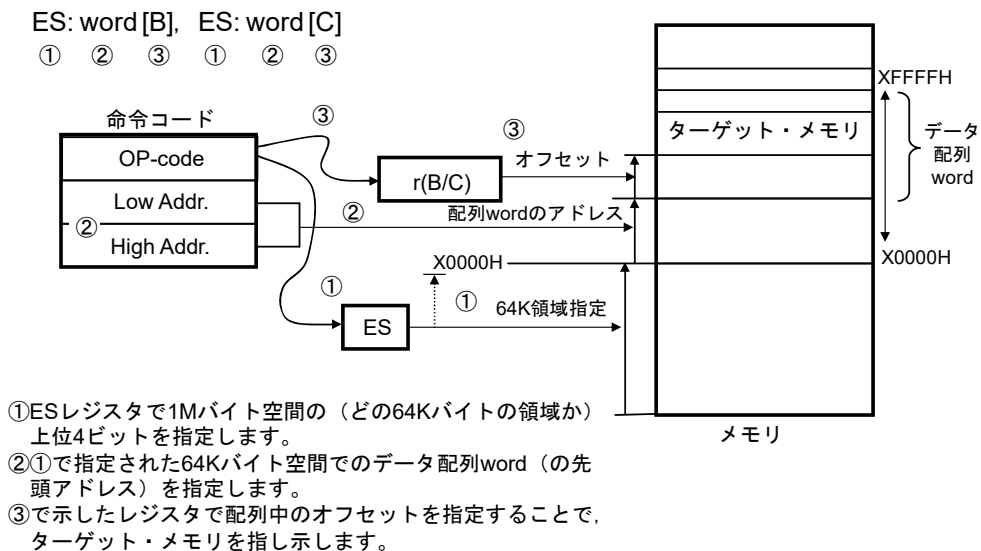 ES: word [B],  ES: word [C]
① ② ③ ① ② ③
XFFFFH
③
命令コード
③
ターゲット・メモリ
データ
配列
word
OP-code
オフセット
r(B/C)
Low Addr.
②
配列wordのアドレス
②
High Addr.
X0000H
X0000H
①
①
64K領域指定
ES
①ESレジスタで1Mバイト空間の（どの64Kバイトの領域か）
上位4ビットを指定します。
メモリ
②①で指定された64Kバイト空間でのデータ配列word（の先
頭アドレス）を指定します。
③で示したレジスタで配列中のオフセットを指定することで,
ターゲット・メモリを指し示します。